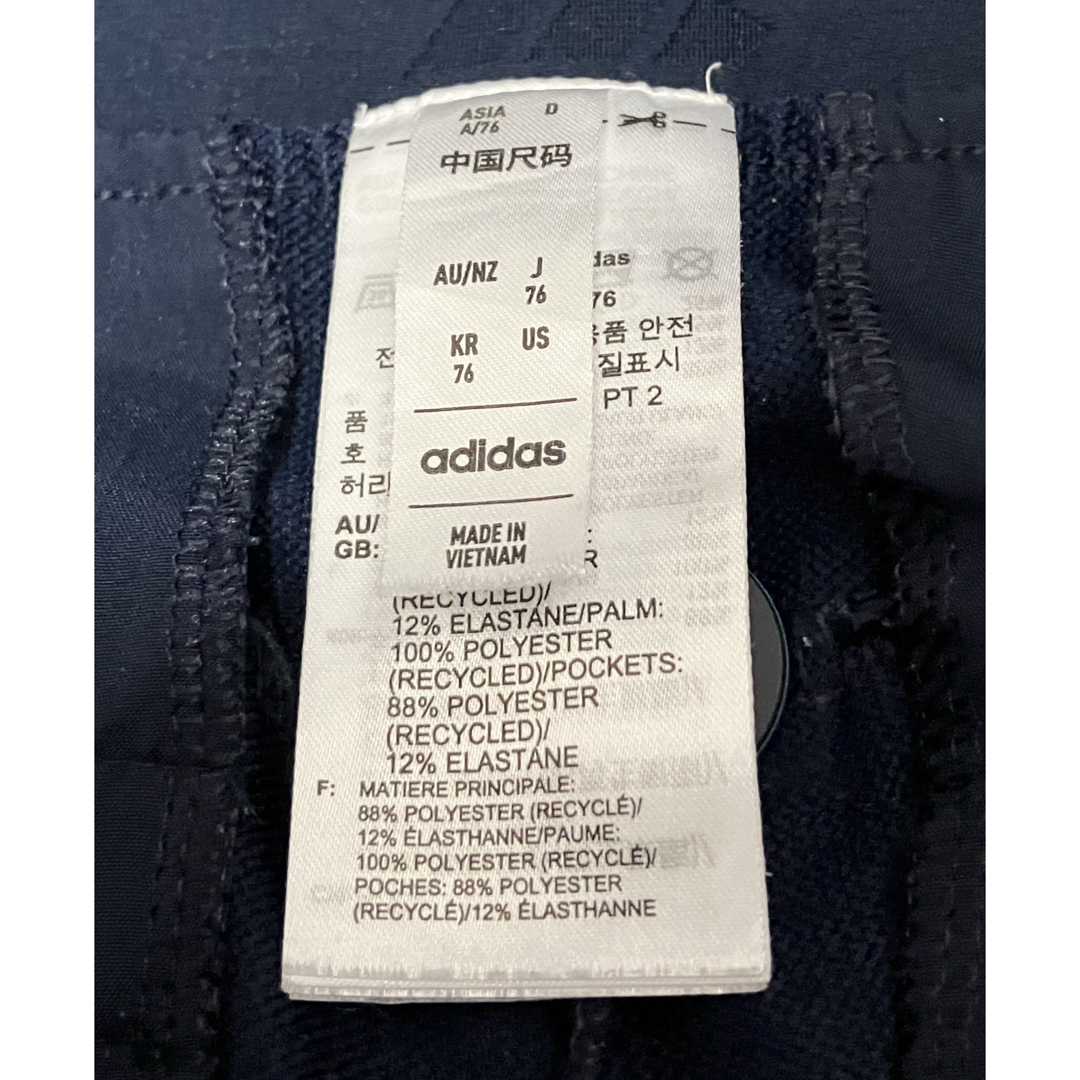 ASIA D
A/76
中国尺码
AU/NZ J
76
KR US
76
adidas
MADE IN
VIETNAM
das
76
품 안전
질표시
PT 2
전
품
호
허리
AU/
GB:
R
(RECYCLED)/
12% ELASTANE/PALM:
100% POLYESTER
(RECYCLED)/POCKETS:
88% POLYESTER
(RECYCLED)/
12% ELASTANE
F: MATIERE PRINCIPALE:
88% POLYESTER (RECYCLÉ)/
12% ÉLASTHANNE/PAUME:
100% POLYESTER (RECYCLÉ)/
POCHES: 88% POLYESTER
(RECYCLÉ)/12% ÉLASTHANNE